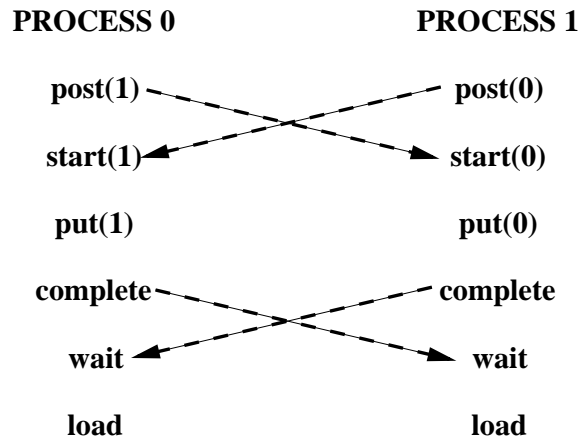 PROCESS 0 PROCESS 1
post(1) post(0)
start(1) start(0)
put(1) put(0)
complete complete
wait wait
load load